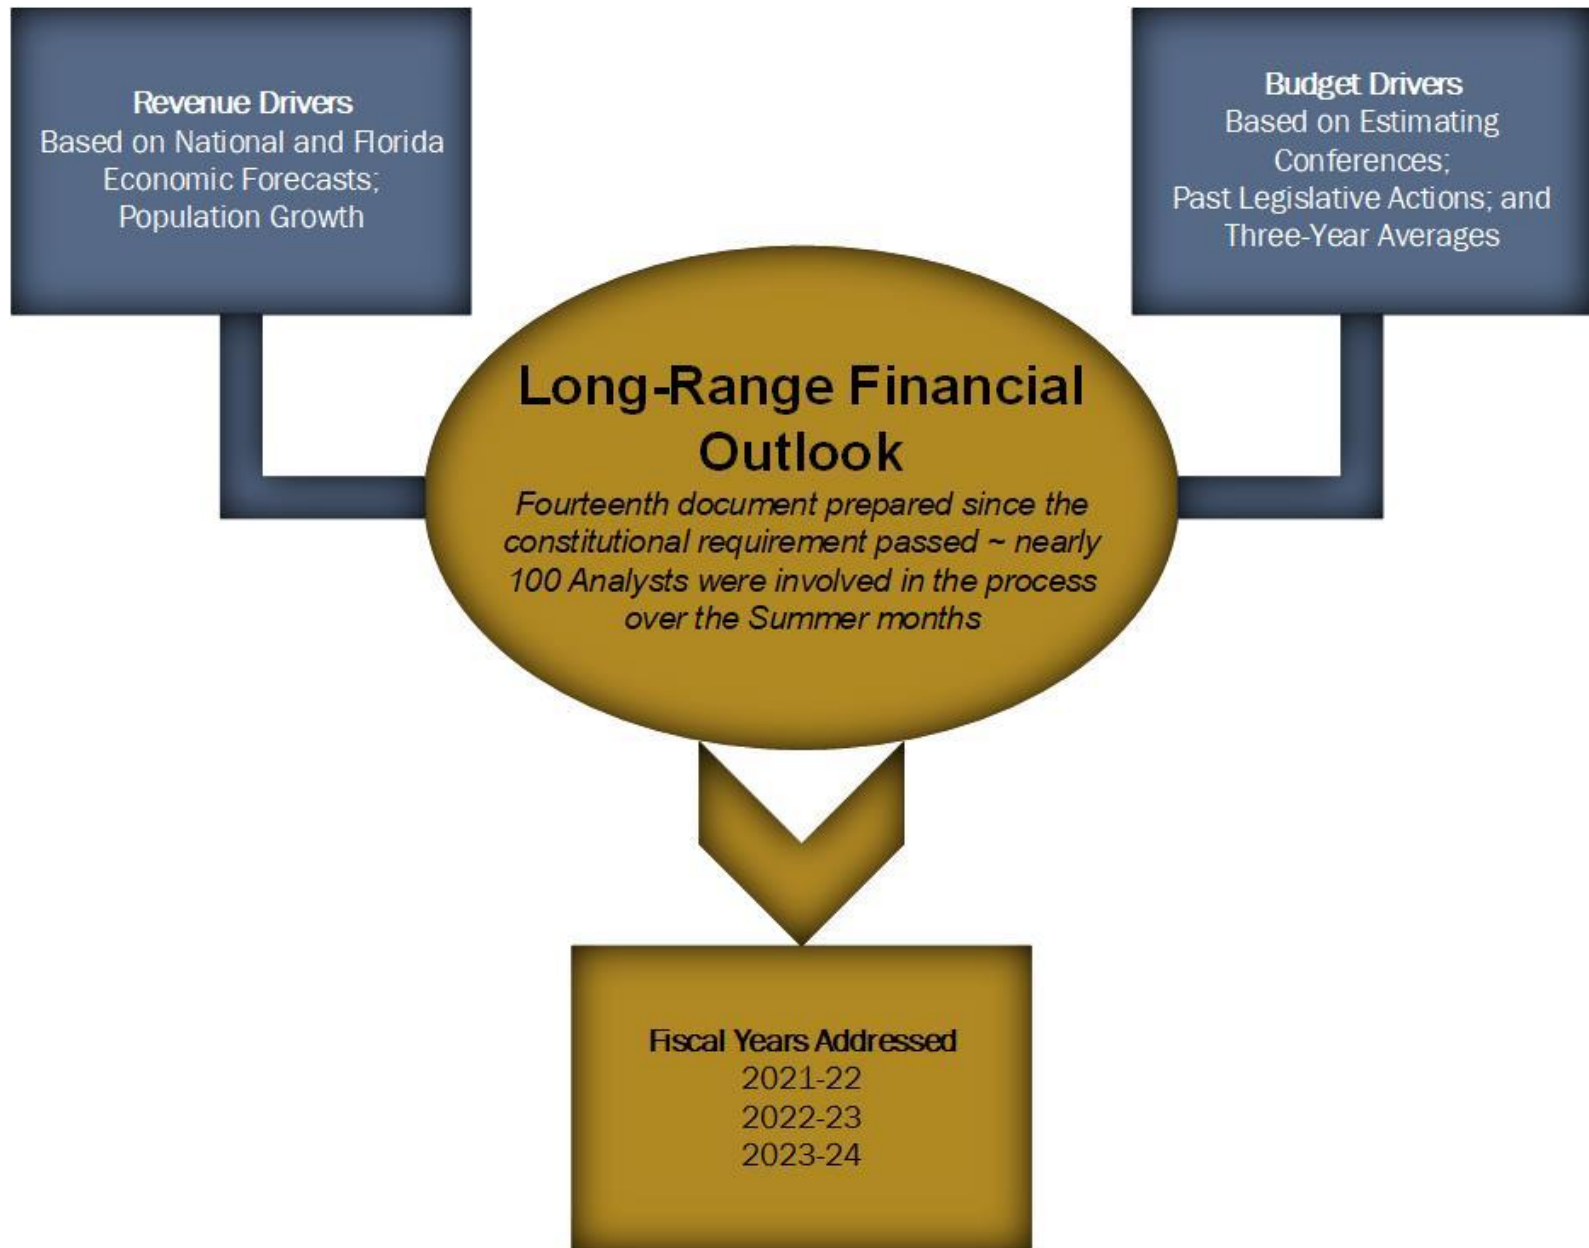 Revenue Drivers
Based on National and Florida
Economic Forecasts;
Population Growth
Budget Drivers
Based on Estimating
Conferences;
Past Legislative Actions; and
Three-Year Averages
Long-Range Financial
Outlook
Fourteenth document prepared since the
constitutional requirement passed ~ nearly
100 Analysts were involved in the process
over the Summer months
Fiscal Years Addressed
2021-22
2022-23
2023-24